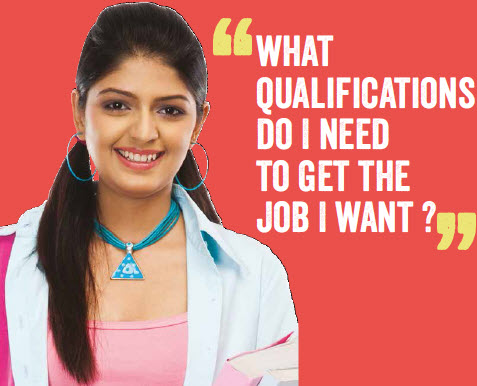 “WHAT
QUALIFICATIONS
DO I NEED
TO GET THE
JOB I WANT ?”